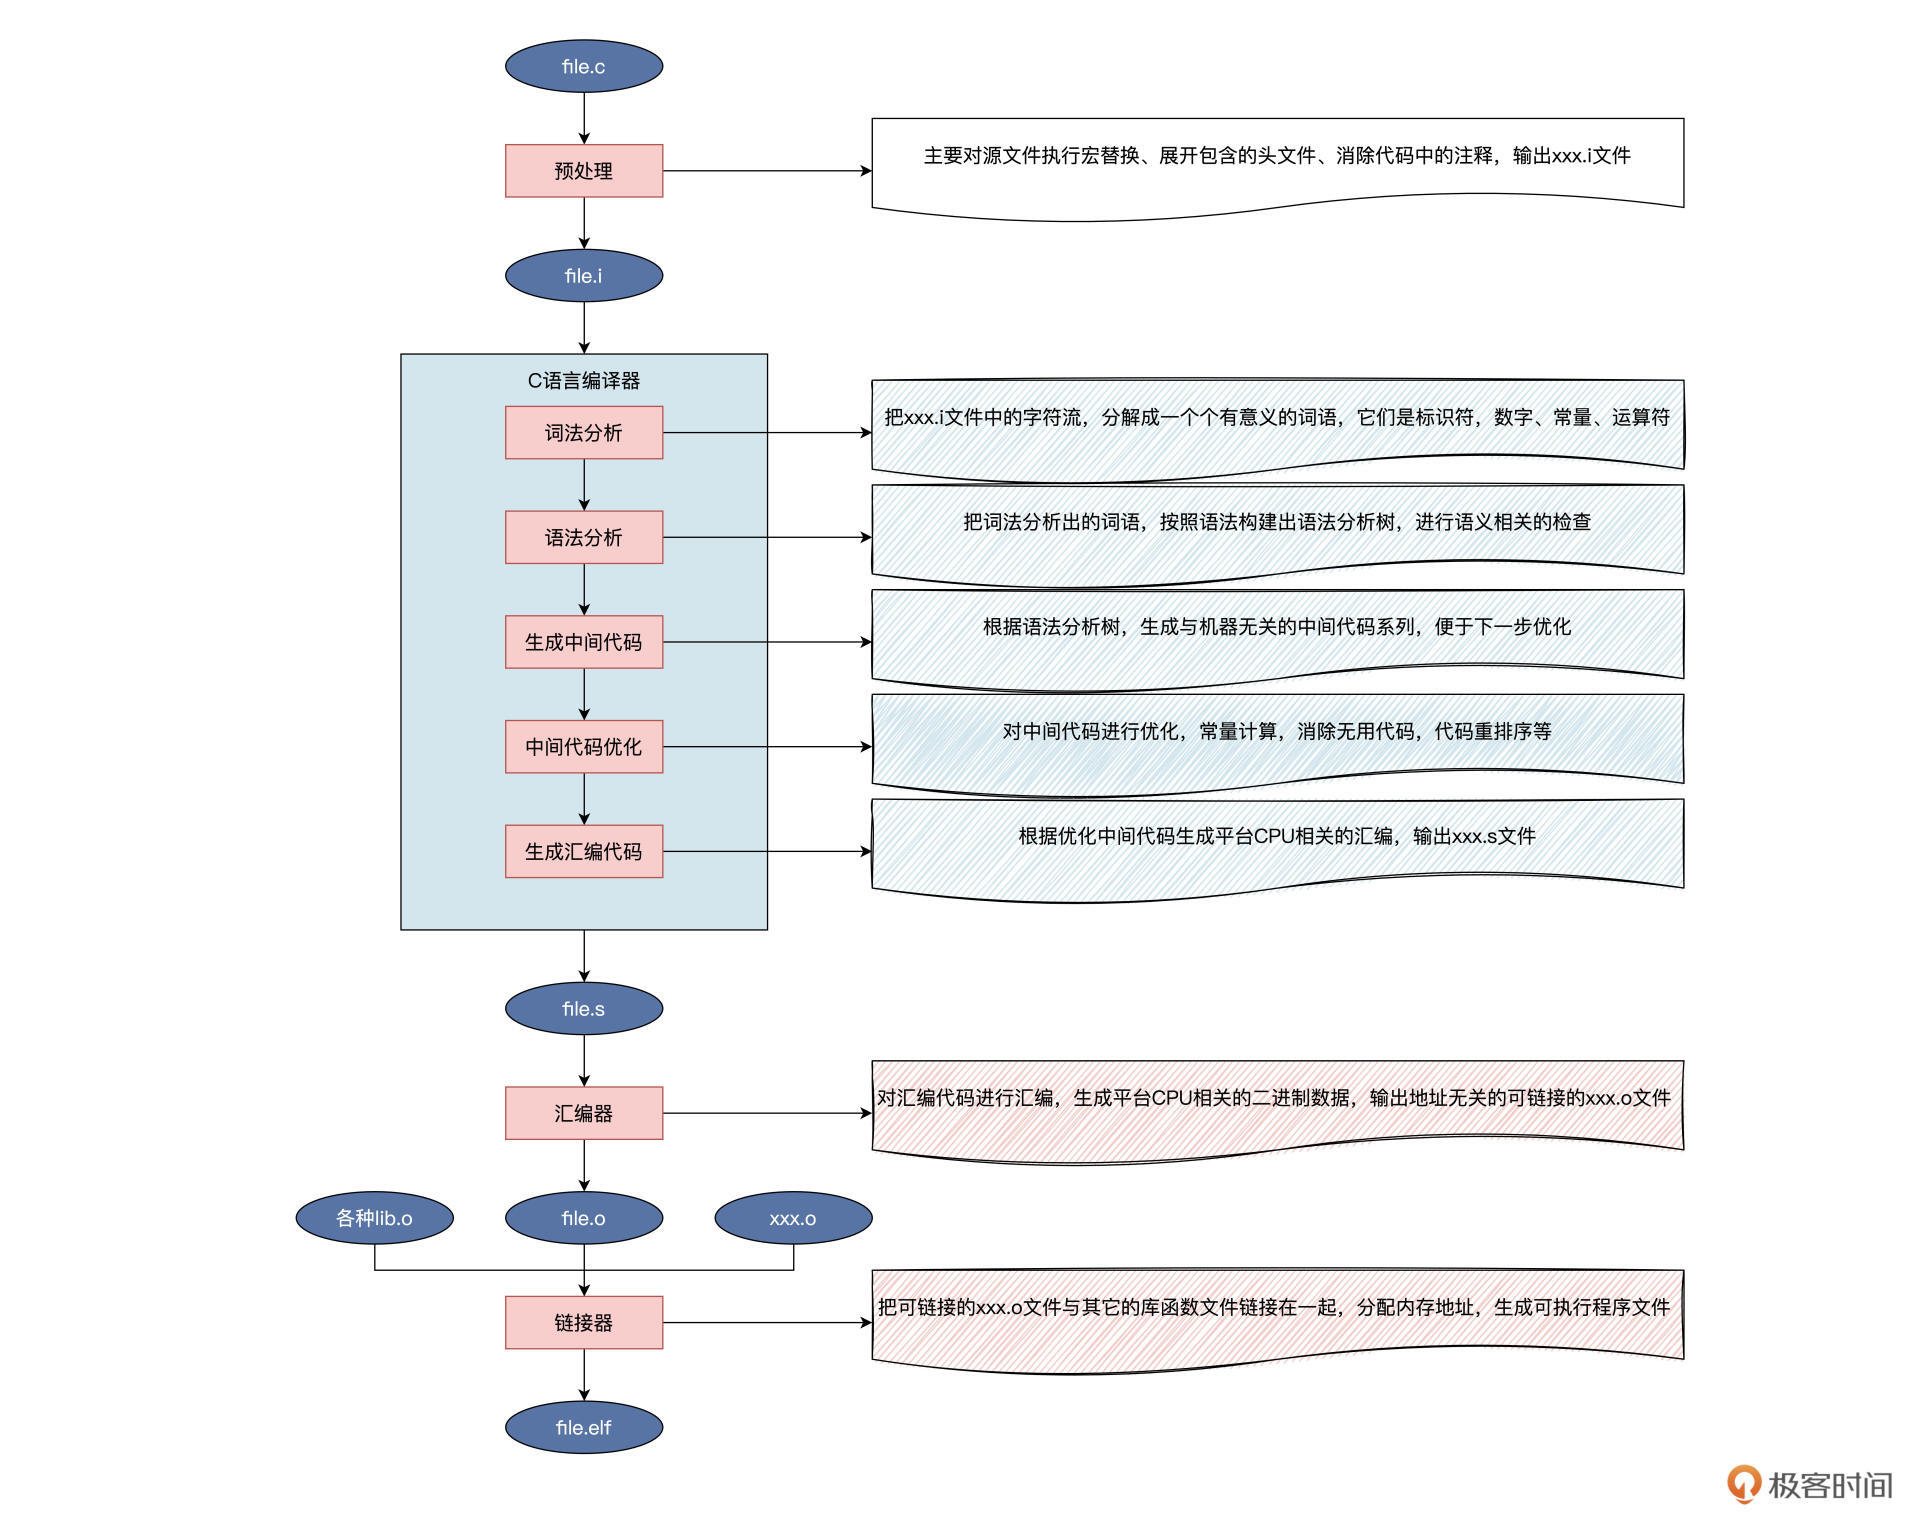 file.c
预处理
主要对源文件执行宏替换、展开包含的头文件、消除代码中的注释，输出xxx.i文件
file.i
C语言编译器
词法分析
把xxx.i文件中的字符流，分解成一个个有意义的词语，它们是标识符，数字、常量、运算符
语法分析
把词法分析出的词语，按照语法构建出语法分析树，进行语义相关的检查
生成中间代码
根据语法分析树，生成与机器无关的中间代码系列，便于下一步优化
中间代码优化
对中间代码进行优化，常量计算，消除无用代码，代码重排序等
生成汇编代码
根据优化中间代码生成平台CPU相关的汇编，输出xxx.s文件
file.s
汇编器
对汇编代码进行汇编，生成平台CPU相关的二进制数据，输出地址无关的可链接的xxx.o文件
各种lib.o
file.o
xxx.o
链接器
把可链接的xxx.o文件与其它的库函数文件链接在一起，分配内存地址，生成可执行程序文件
file.elf
极客时间